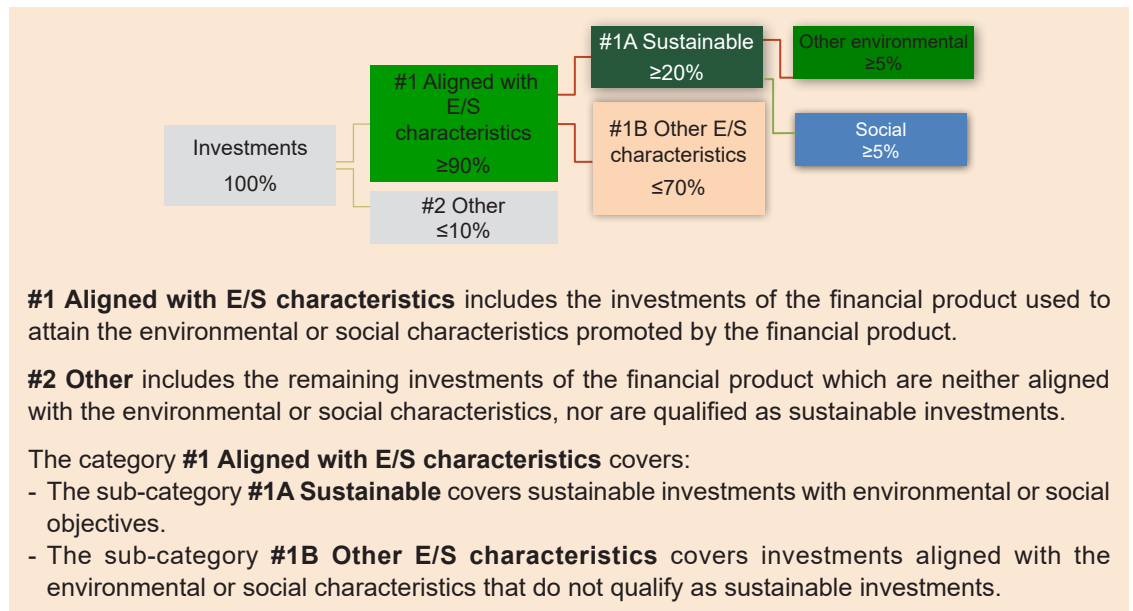 Investments
100%
#1 Aligned with
E/S
characteristics
≥90%
#2 Other
≤10%
#1A Sustainable
≥20%
#1B Other E/S
characteristics
≤70%
Other environmental
≥5%
Social
≥5%
#1 Aligned with E/S characteristics includes the investments of the financial product used to
attain the environmental or social characteristics promoted by the financial product.
#2 Other includes the remaining investments of the financial product which are neither aligned
with the environmental or social characteristics, nor are qualified as sustainable investments.
The category #1 Aligned with E/S characteristics covers:
- The sub-category #1A Sustainable covers sustainable investments with environmental or social
objectives.
- The sub-category #1B Other E/S characteristics covers investments aligned with the
environmental or social characteristics that do not qualify as sustainable investments.